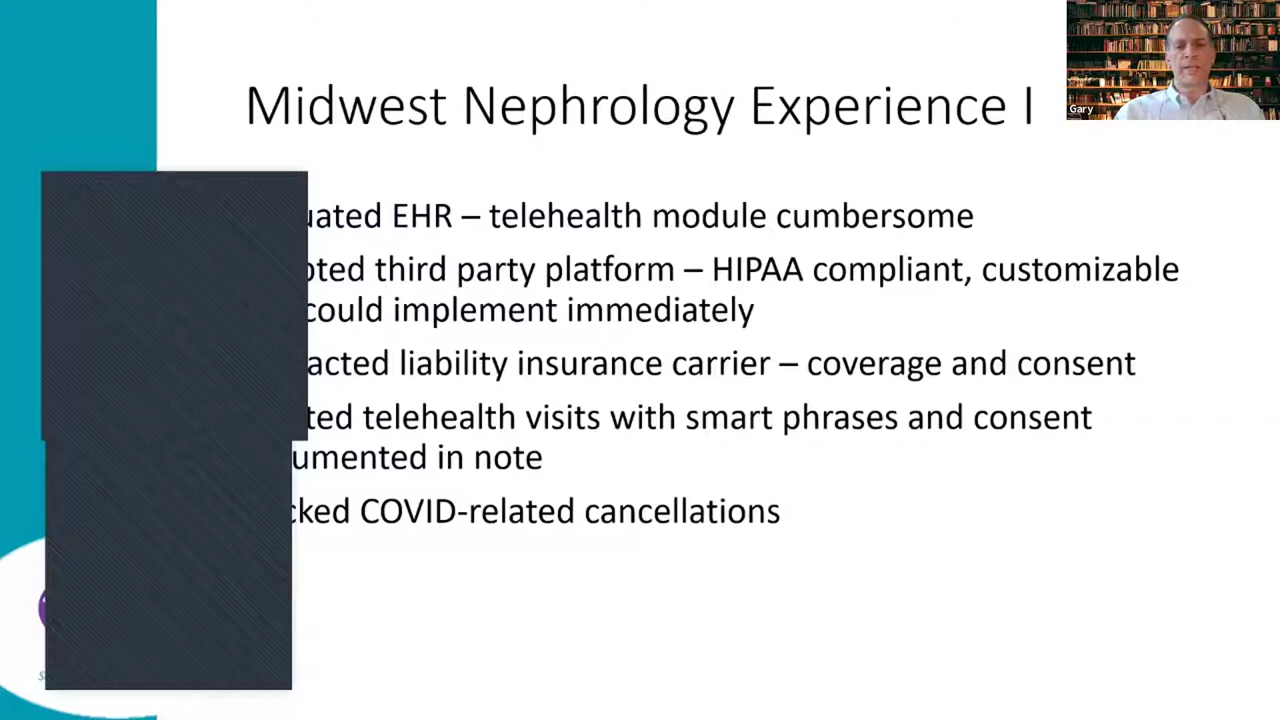 Midwest Nephrology Experience I
Gary
uated EHR – telehealth module cumbersome
pted third party platform – HIPAA compliant, customizable
could implement immediately
acted liability insurance carrier – coverage and consent
ted telehealth visits with smart phrases and consent
umented in note
cked COVID-related cancellations